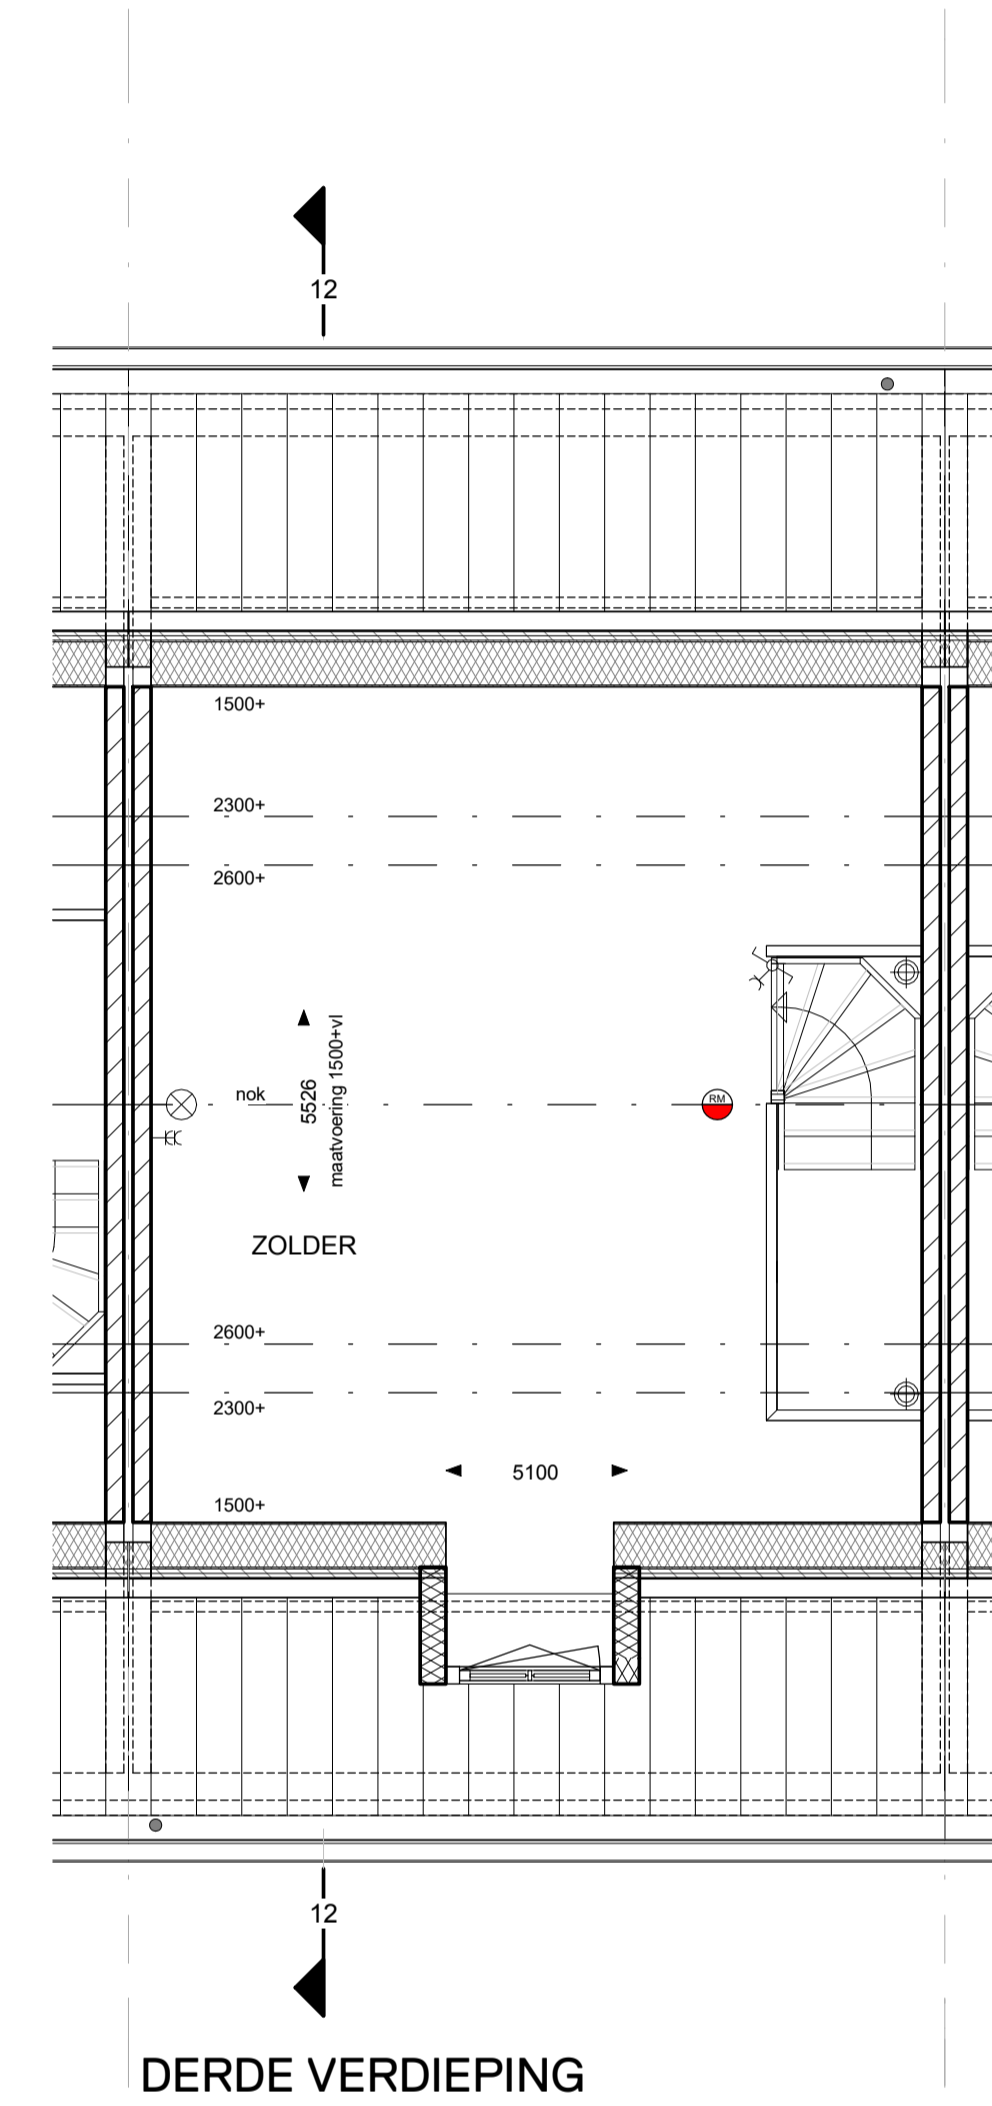 12
1500+
2300+
2600+
nok
5526
maatvoering 1500+vl
RM
ZOLDER
2600+
2300+
5100
1500+
12
DERDE VERDIEPING